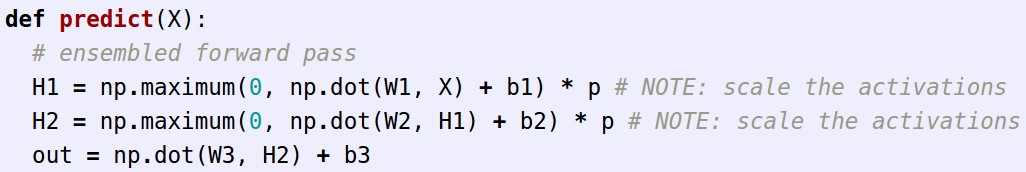 def predict(X):
  # ensembled forward pass
  H1 = np.maximum(0, np.dot(W1, X) + b1) * p # NOTE: scale the activations
  H2 = np.maximum(0, np.dot(W2, H1) + b2) * p # NOTE: scale the activations
  out = np.dot(W3, H2) + b3